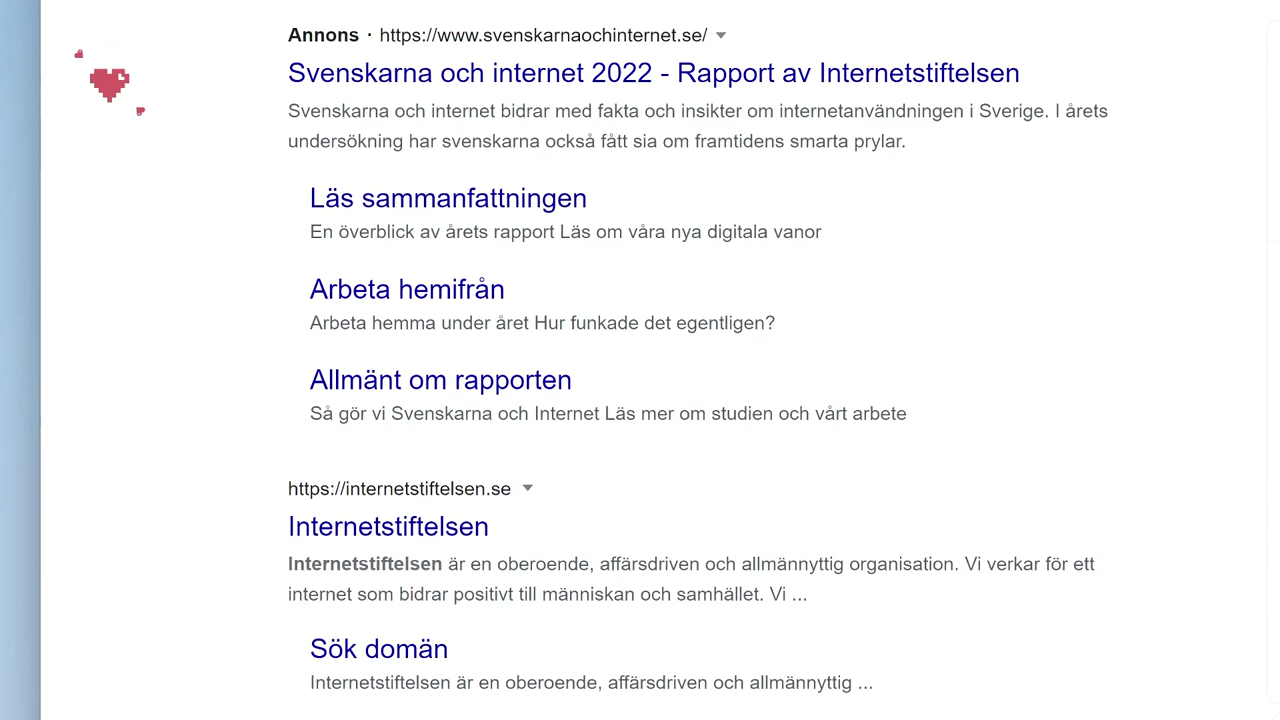 Annons · https://www.svenskarnaochinternet.se/
Svenskarna och internet 2022 - Rapport av Internetstiftelsen
Svenskarna och internet bidrar med fakta och insikter om internetanvändningen i Sverige. I årets
undersökning har svenskarna också fått sia om framtidens smarta prylar.
Läs sammanfattningen
En överblick av årets rapport Läs om våra nya digitala vanor
Arbeta hemifrån
Arbeta hemma under året Hur funkade det egentligen?
Allmänt om rapporten
Så gör vi Svenskarna och Internet Läs mer om studien och vårt arbete
https://internetstiftelsen.se
Internetstiftelsen
Internetstiftelsen är en oberoende, affärsdriven och allmännyttig organisation. Vi verkar för ett
internet som bidrar positivt till människan och samhället. Vi ...
Sök domän
Internetstiftelsen är en oberoende, affärsdriven och allmännyttig ...